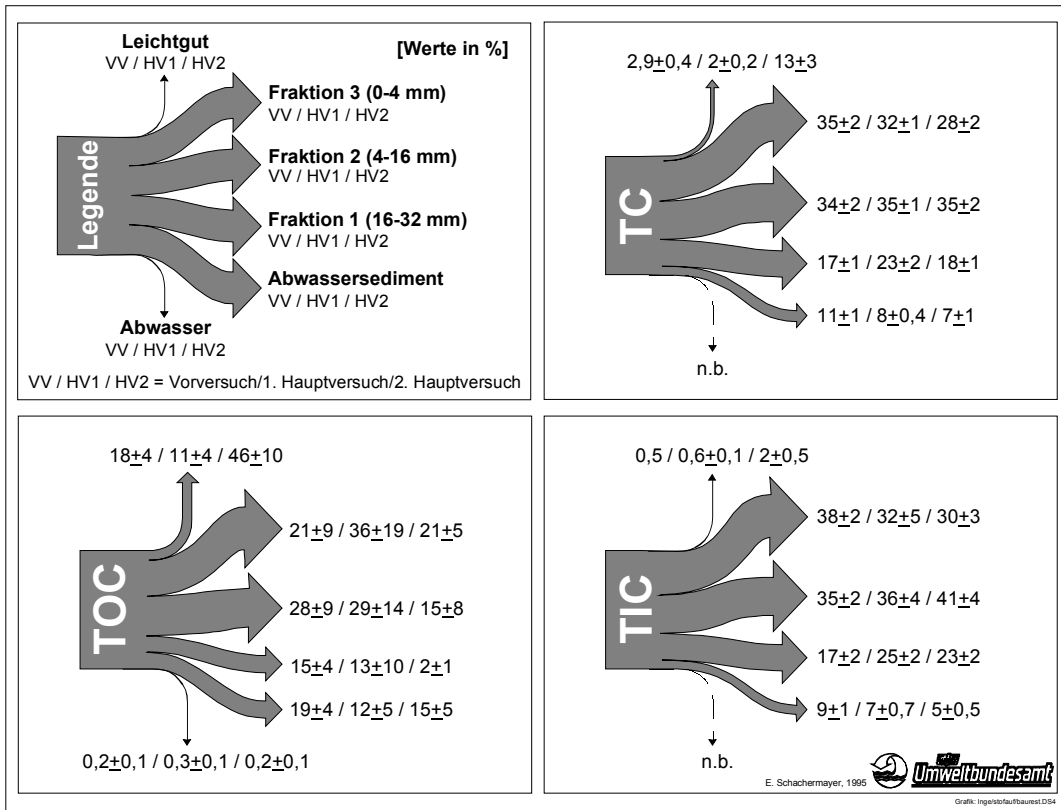 Leichtgut
VV / HV1 / HV2
[Werte in %]
Fraktion 3 (0-4 mm)
VV / HV1 / HV2
Fraktion 2 (4-16 mm)
VV / HV1 / HV2
Legende
Fraktion 1 (16-32 mm)
VV / HV1 / HV2
Abwassersediment
VV / HV1 / HV2
Abwasser
VV / HV1 / HV2
VV / HV1 / HV2 = Vorversuch/1. Hauptversuch/2. Hauptversuch
2,9±0,4 / 2±0,2 / 13±3
35±2 / 32±1 / 28±2
TC
34±2 / 35±1 / 35±2
17±1 / 23±2 / 18±1
11±1 / 8±0,4 / 7±1
n.b.
18±4 / 11±4 / 46±10
21±9 / 36±19 / 21±5
TOC
28±9 / 29±14 / 15±8
15±4 / 13±10 / 2±1
19±4 / 12±5 / 15±5
0,2±0,1 / 0,3±0,1 / 0,2±0,1
0,5 / 0,6±0,1 / 2±0,5
38±2 / 32±5 / 30±3
TIC
35±2 / 36±4 / 41±4
17±2 / 25±2 / 23±2
9±1 / 7±0,7 / 5±0,5
n.b.
E. Schachermayer, 1995
Umweltbundesamt
Grafik: Inge/stofauf/baurest.DS4